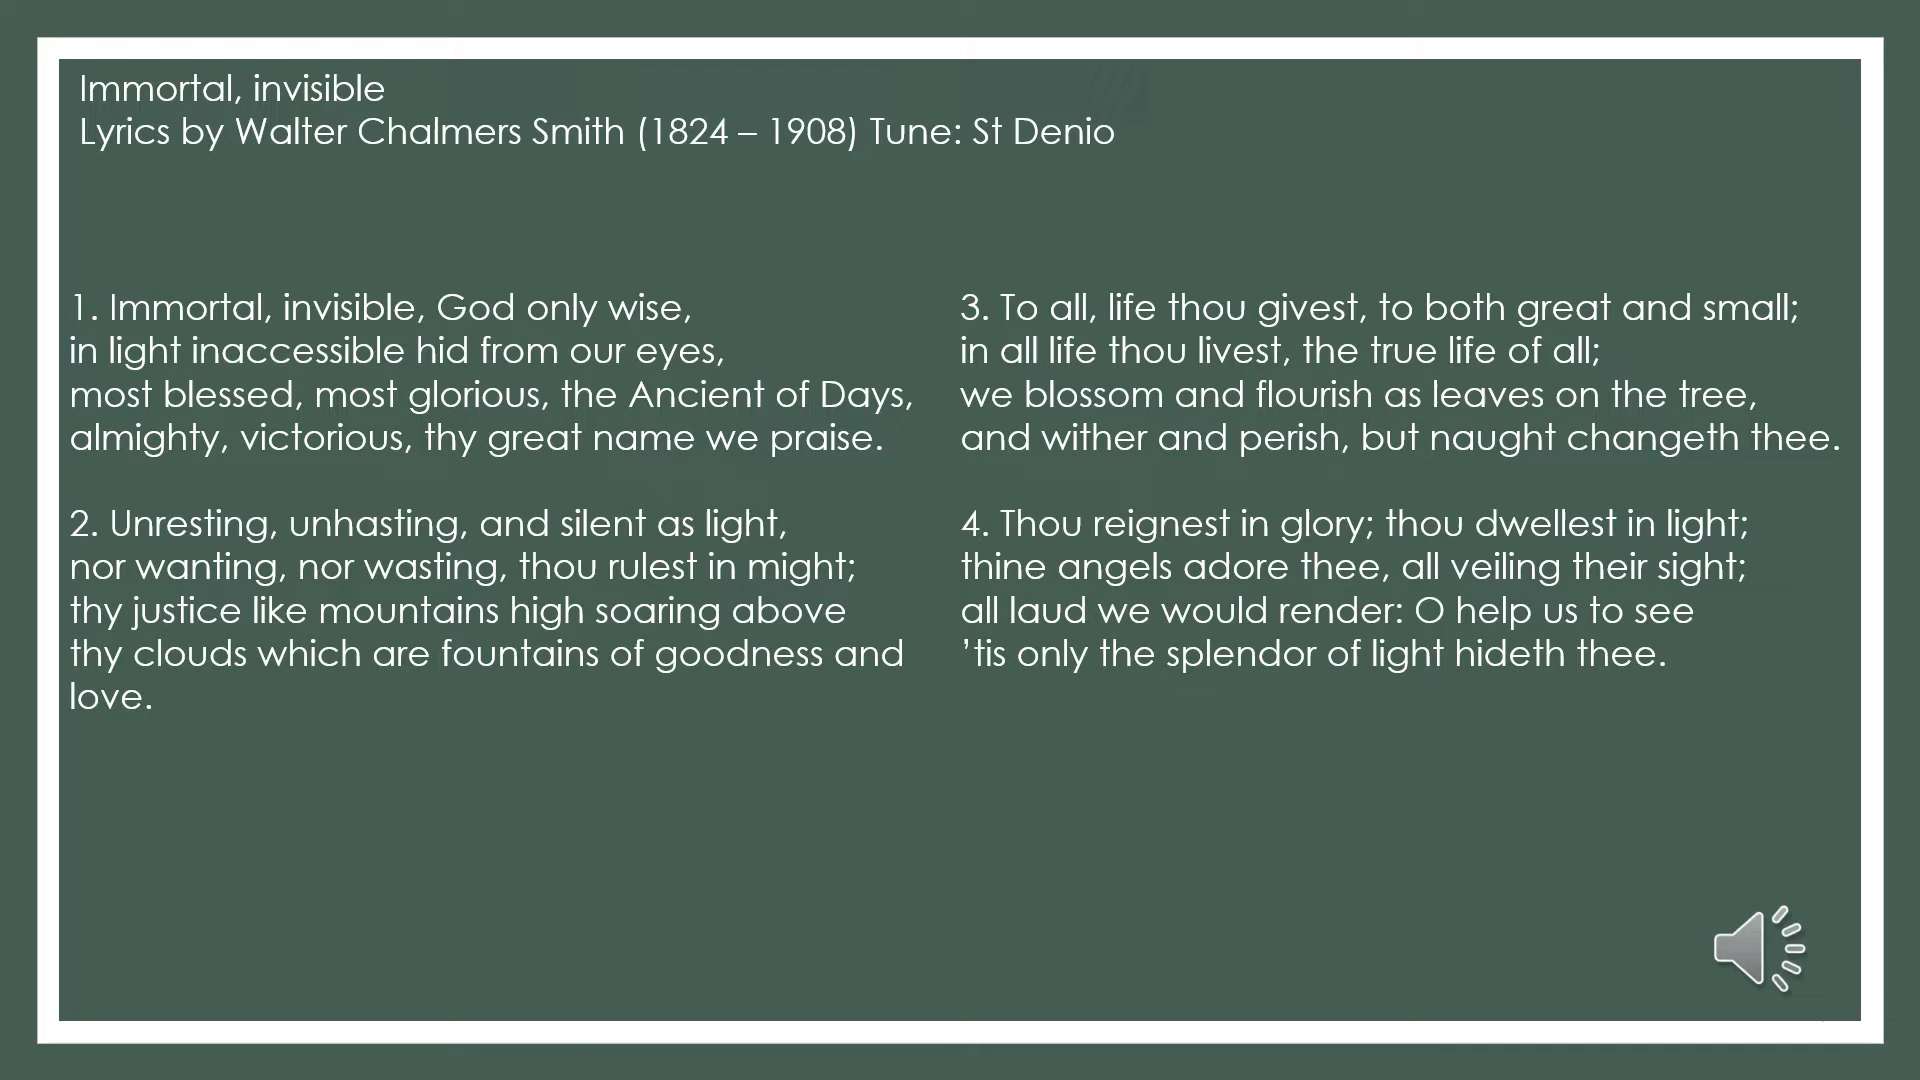 Immortal, invisible
Lyrics by Walter Chalmers Smith (1824 – 1908) Tune: St Denio
1. Immortal, invisible, God only wise,
in light inaccessible hid from our eyes,
most blessed, most glorious, the Ancient of Days,
almighty, victorious, thy great name we praise.
2. Unresting, unhasting, and silent as light,
nor wanting, nor wasting, thou rulest in might;
thy justice like mountains high soaring above
thy clouds which are fountains of goodness and
love.
3. To all, life thou givest, to both great and small;
in all life thou livest, the true life of all;
we blossom and flourish as leaves on the tree,
and wither and perish, but naught changeth thee.
4. Thou reignest in glory; thou dwellest in light;
thine angels adore thee, all veiling their sight;
all laud we would render: O help us to see
’tis only the splendor of light hideth thee.